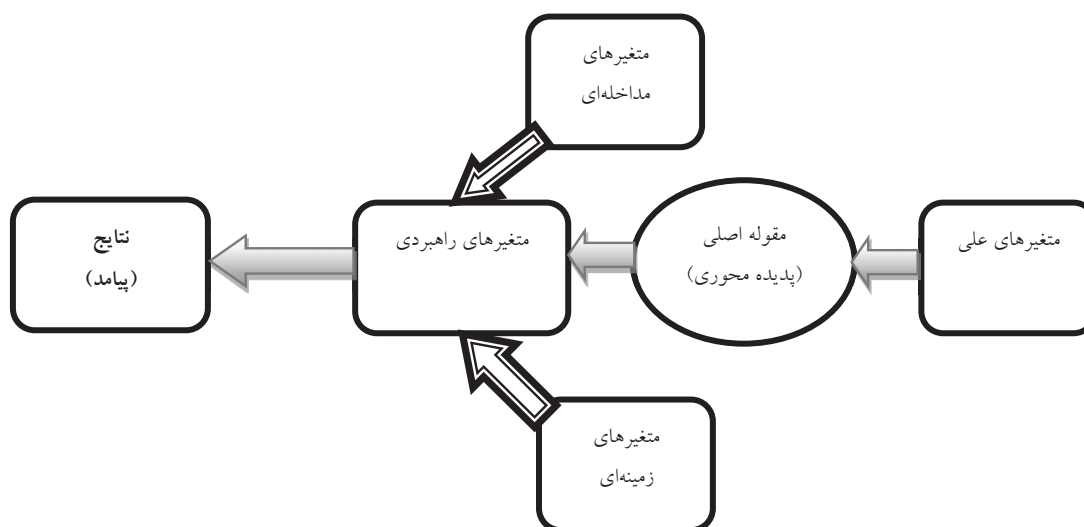 متغیرهای
مداخله‌ای
متغیرهای علی
مقوله اصلی
(پدیده محوری)
متغیرهای راهبردی
نتایج
(پیامد)
متغیرهای
زمینه‌ای